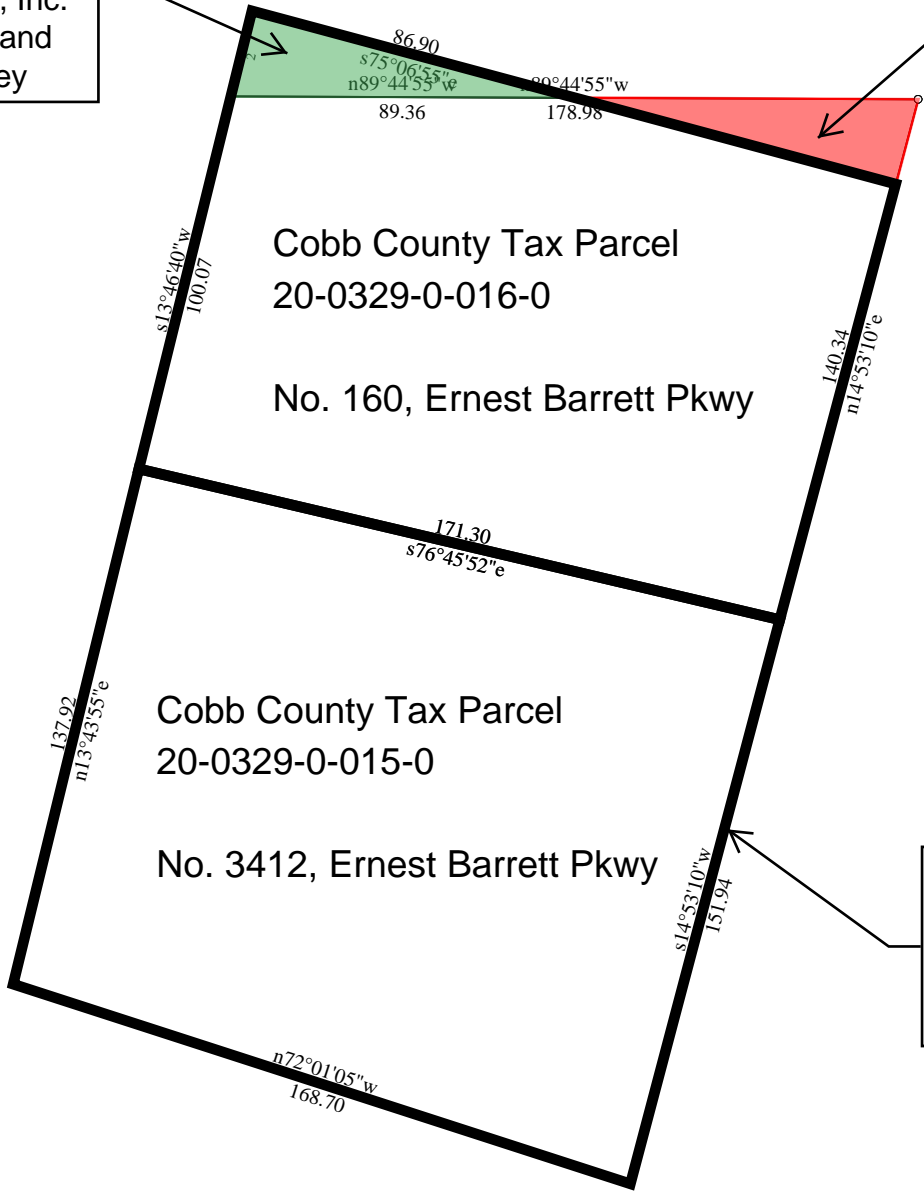 , Inc.
and
ey
86.90
s75°06'55"e
n89°44'55"w
89.36
n89°44'55"w
178.98
2
s13°46'40"w
100.07
Cobb County Tax Parcel
20-0329-0-016-0
No. 160, Ernest Barrett Pkwy
140.34
n14°53'10"e
171.30
s76°45'52"e
137.92
n13°43'55"e
Cobb County Tax Parcel
20-0329-0-015-0
No. 3412, Ernest Barrett Pkwy
s14°53'10"w
151.94
n72°01'05"w
168.70